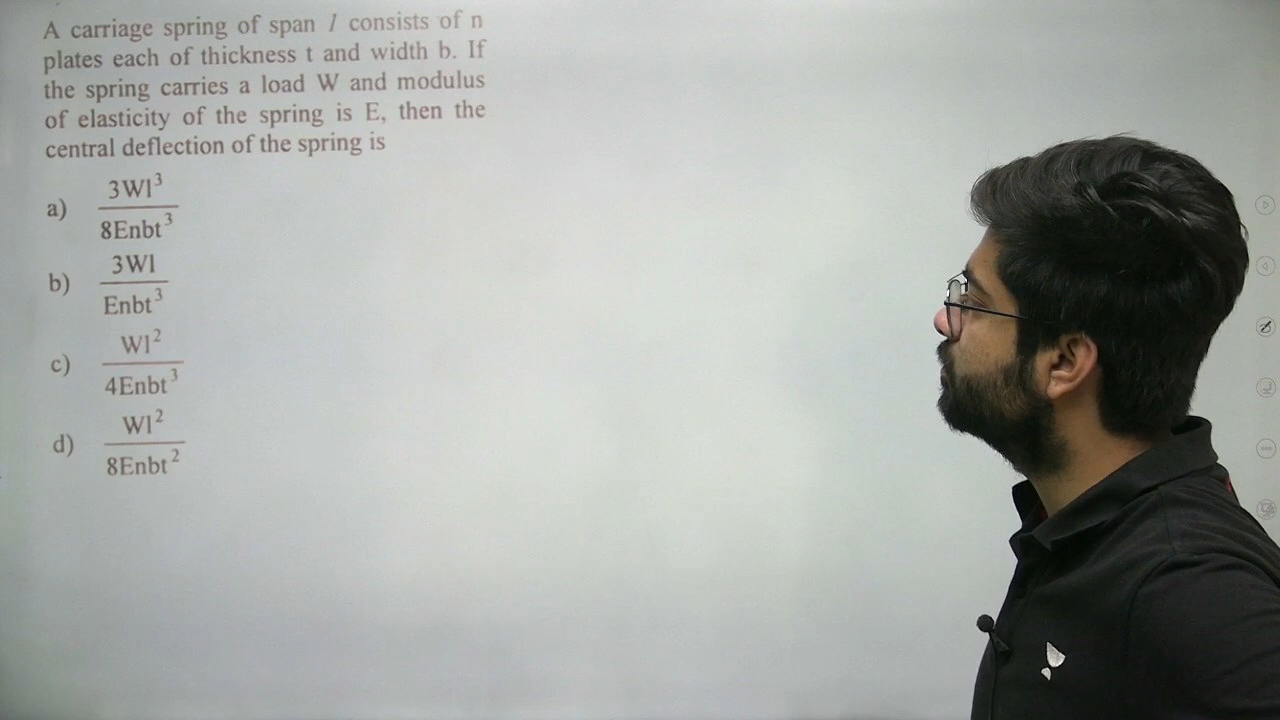 A carriage spring of span l consists of n
plates each of thickness t and width b. If
the spring carries a load W and modulus
of elasticity of the spring is E, then the
central deflection of the spring is
a) 3Wl³
8Enbt³
b) 3Wl
Enbt³
c) Wl²
4Enbt³
d) Wl²
8Enbt²